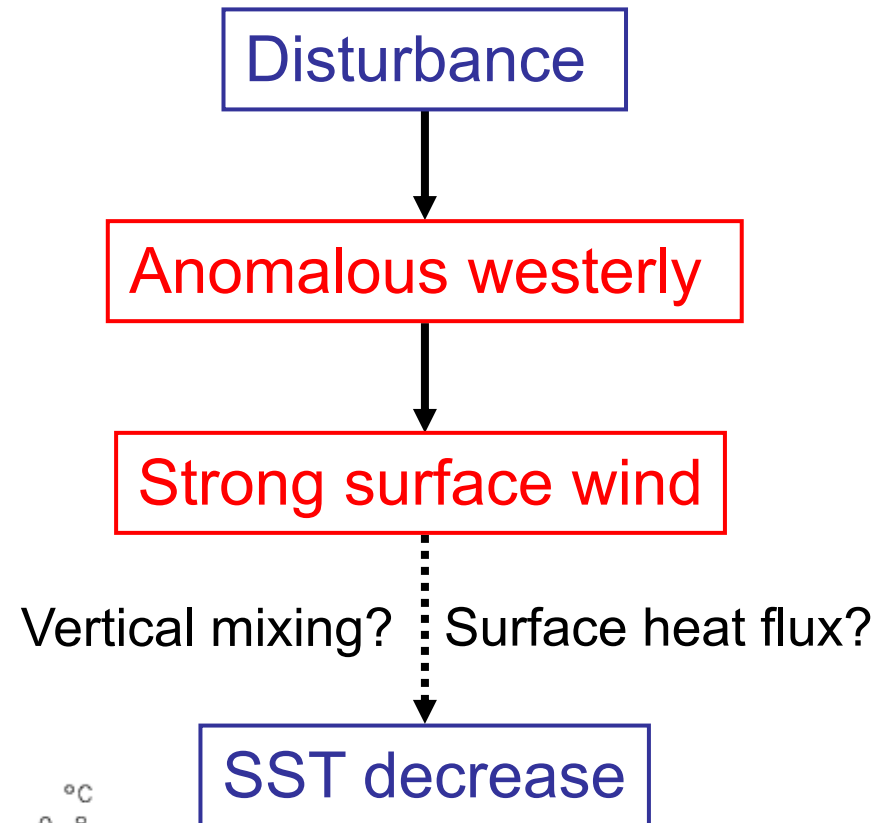 Disturbance
Anomalous westerly
Strong surface wind
Vertical mixing? Surface heat flux?
SST decrease
°C